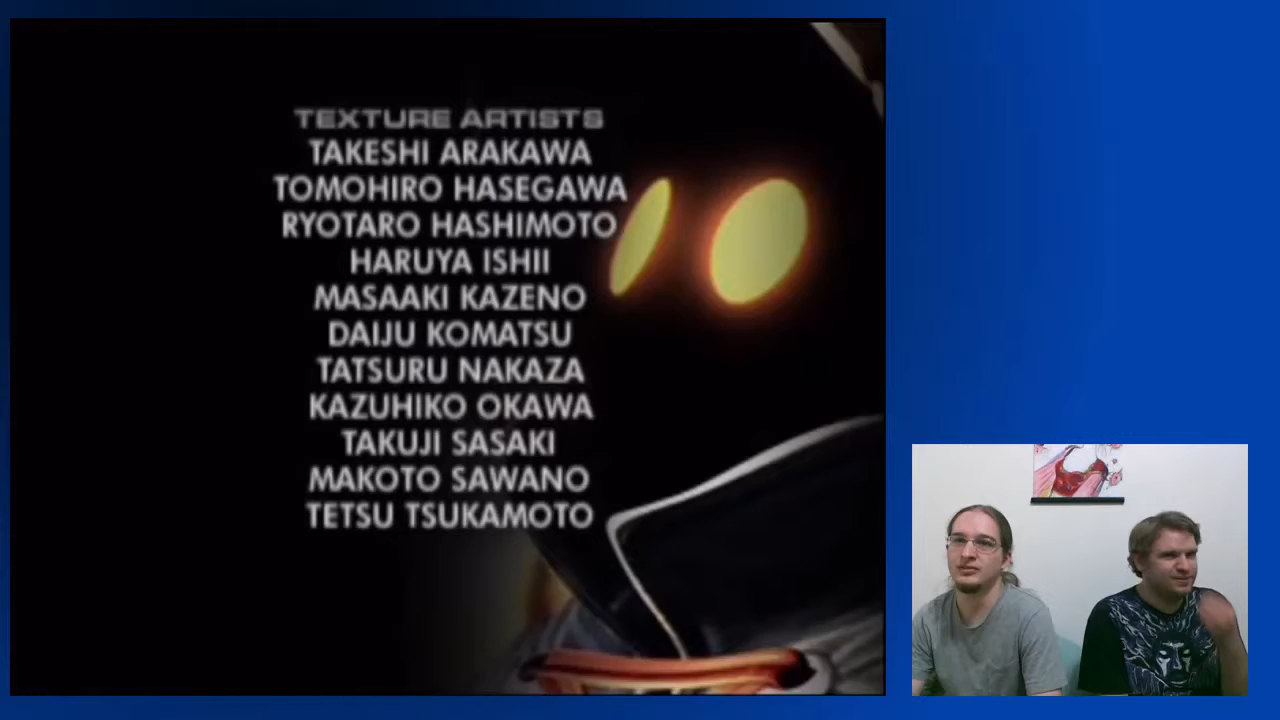 TEXTURE ARTISTS
TAKESHI ARAKAWA
TOMOHIRO HASEGAWA
RYOTARO HASHIMOTO
HARUYA ISHII
MASAAKI KAZENO
DAIJU KOMATSU
TATSURU NAKAZA
KAZUHIKO OKAWA
TAKUJI SASAKI
MAKOTO SAWANO
TETSU TSUKAMOTO